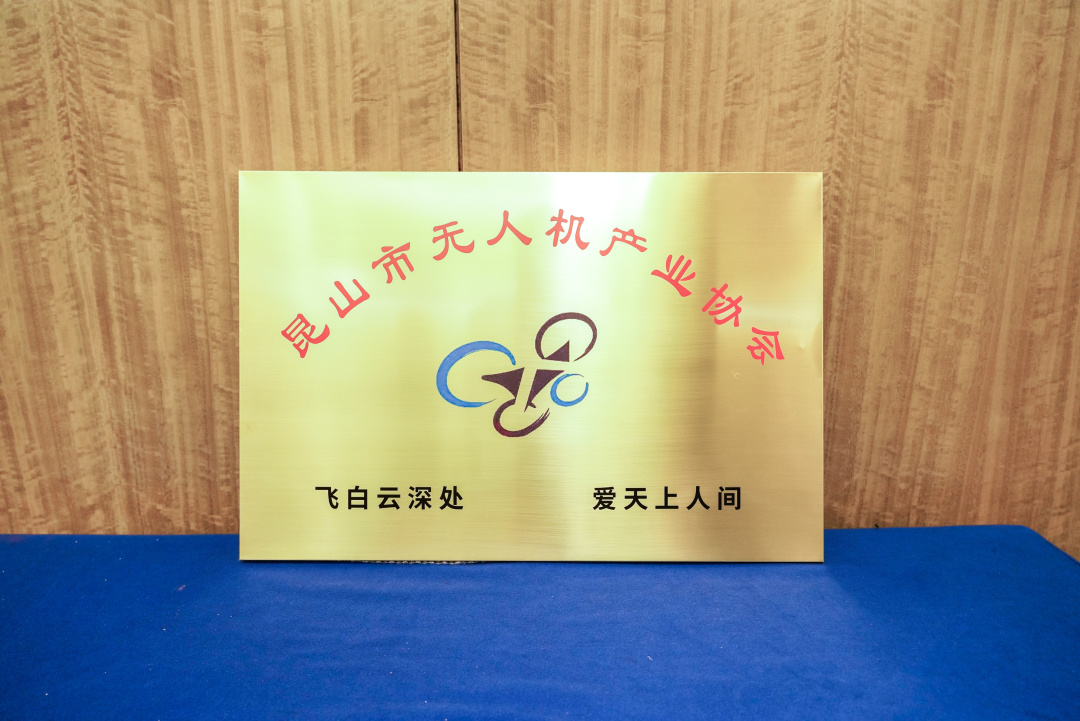 昆山市无人机产业协会
飞白云深处 爱天上人间